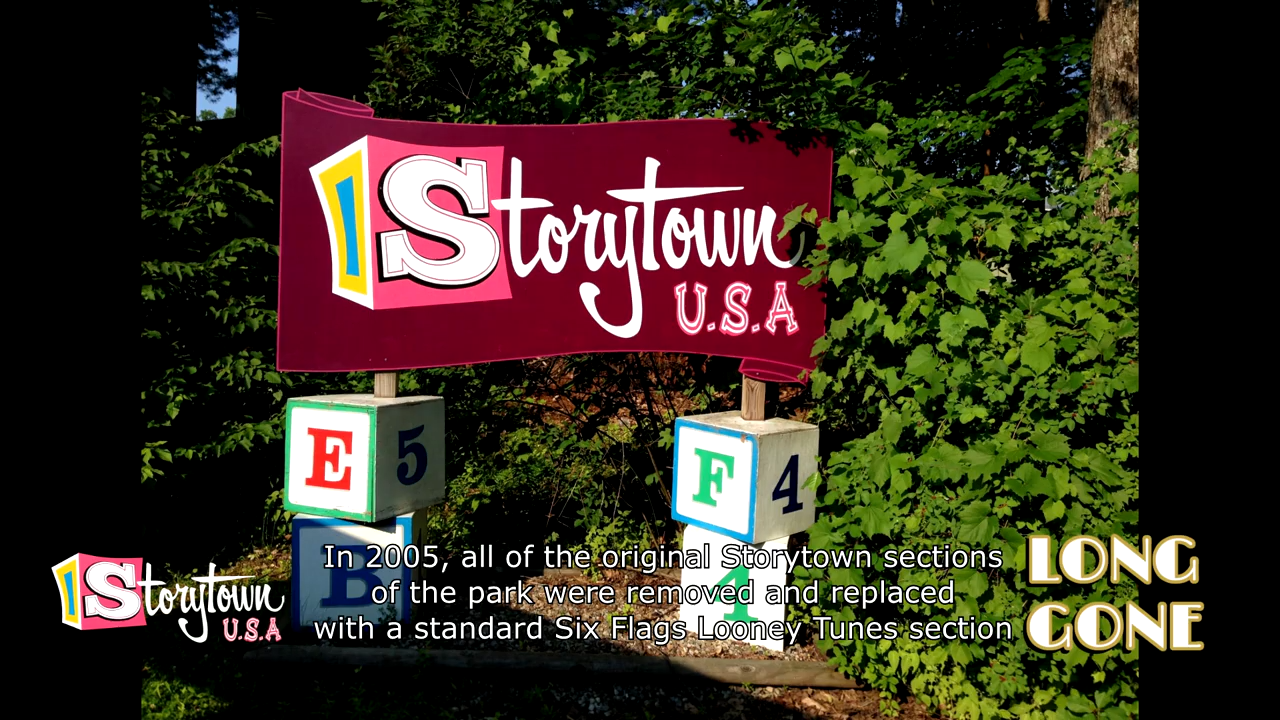 Storytown
U.S.A
E 5
F 4
B
4
In 2005, all of the original Storytown sections
of the park were removed and replaced
with a standard Six Flags Looney Tunes section
Storytown
U.S.A
LONG
GONE